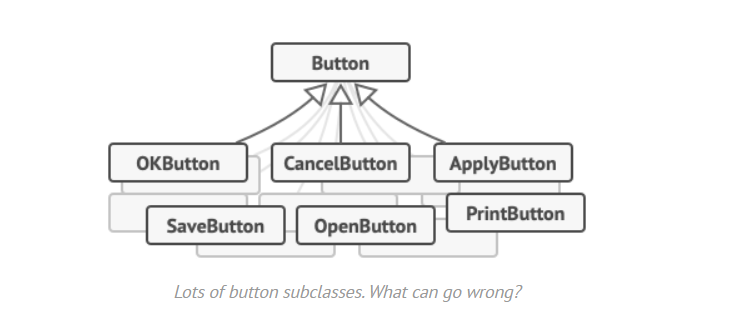 Button
OKButton
CancelButton
ApplyButton
SaveButton
OpenButton
PrintButton
Lots of button subclasses. What can go wrong?